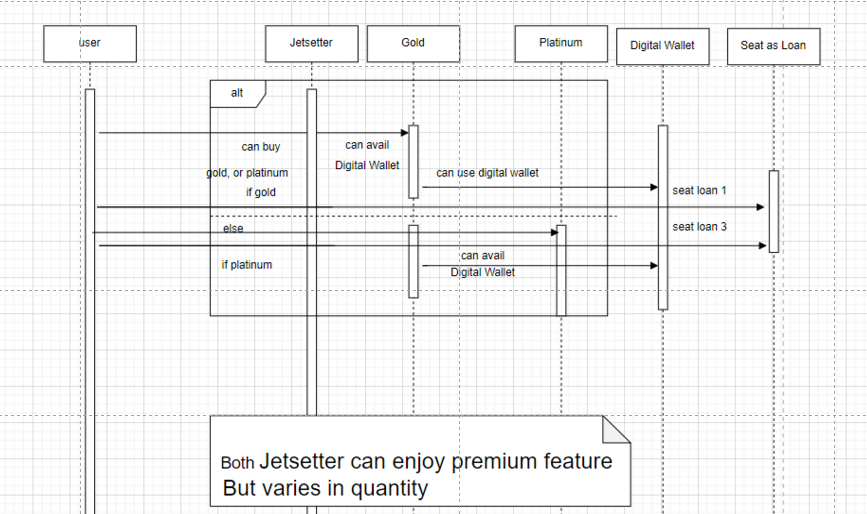 user
Jetsetter
Gold
Platinum
Digital Wallet
Seat as Loan
alt
can buy
gold, or platinum
if gold
can avail
Digital Wallet
can use digital wallet
seat loan 1
else
seat loan 3
if platinum
can avail
Digital Wallet
Both Jetsetter can enjoy premium feature
But varies in quantity